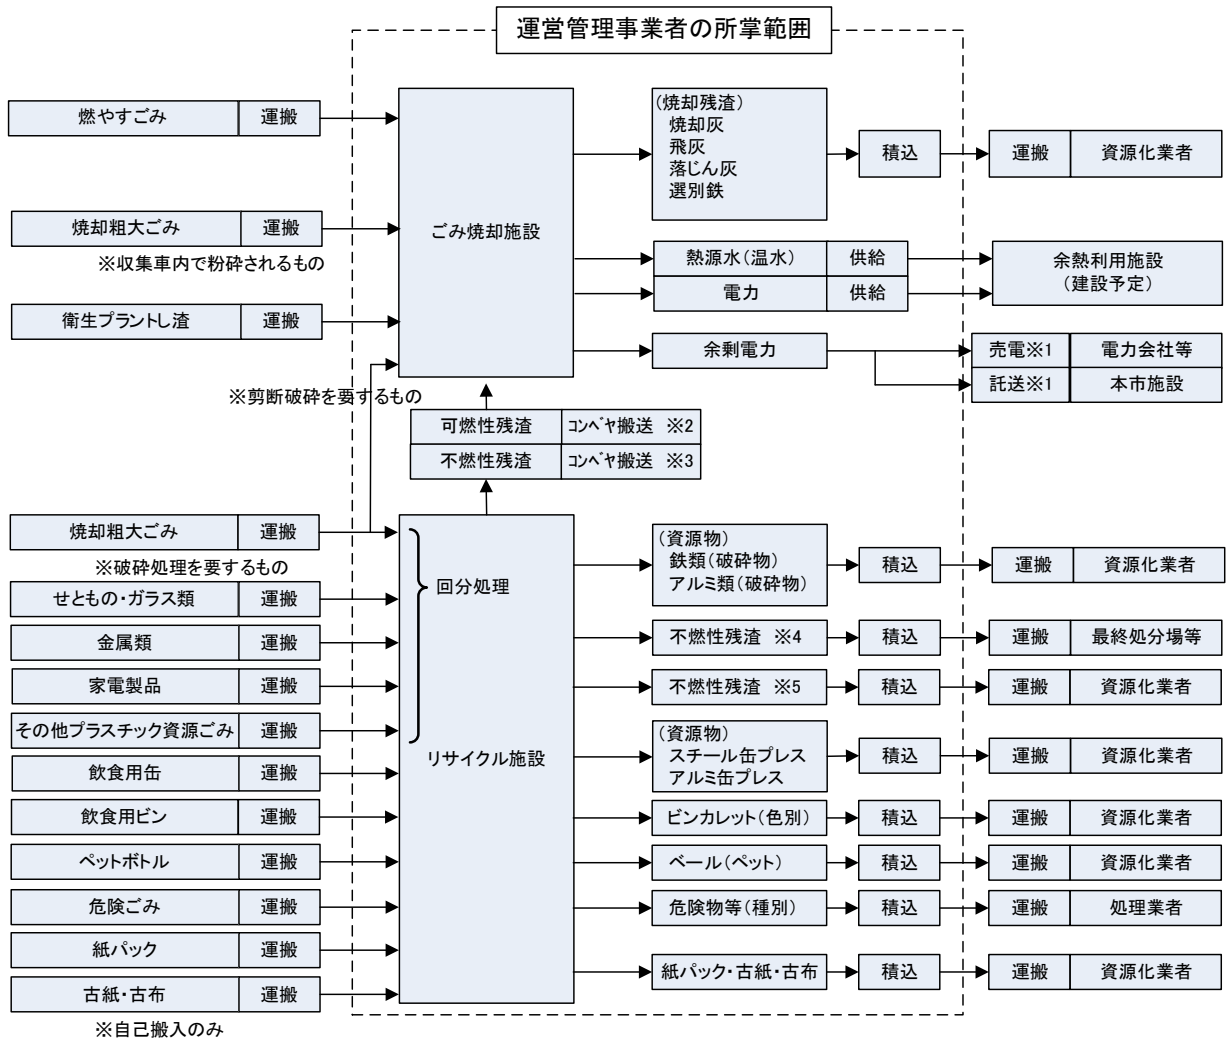 運営管理事業者の所掌範囲
燃やすごみ 運搬
焼却粗大ごみ 運搬
※収集車内で粉砕されるもの
衛生プラントし渣 運搬
※剪断破砕を要するもの
ごみ焼却施設
(焼却残渣)
焼却灰
飛灰
落じん灰
選別鉄
積込
運搬 資源化業者
熱源水(温水) 供給
電力 供給
余熱利用施設
(建設予定)
余剰電力
売電※1 電力会社等
託送※1 本市施設
可燃性残渣 コンベヤ搬送 ※2
不燃性残渣 コンベヤ搬送 ※3
焼却粗大ごみ 運搬
※破砕処理を要するもの
せともの・ガラス類 運搬
金属類 運搬
家電製品 運搬
その他プラスチック資源ごみ 運搬
飲食用缶 運搬
飲食用ビン 運搬
ペットボトル 運搬
危険ごみ 運搬
紙パック 運搬
古紙・古布 運搬
※自己搬入のみ
回分処理
リサイクル施設
(資源物)
鉄類(破砕物)
アルミ類(破砕物)
積込
運搬 資源化業者
不燃性残渣 ※4 積込 運搬 最終処分場等
不燃性残渣 ※5 積込 運搬 資源化業者
(資源物)
スチール缶プレス
アルミ缶プレス
積込
運搬 資源化業者
ビンカレット(色別) 積込 運搬 資源化業者
ベール(ペット) 積込 運搬 資源化業者
危険物等(種別) 積込 運搬 処理業者
紙パック・古紙・古布 積込 運搬 資源化業者